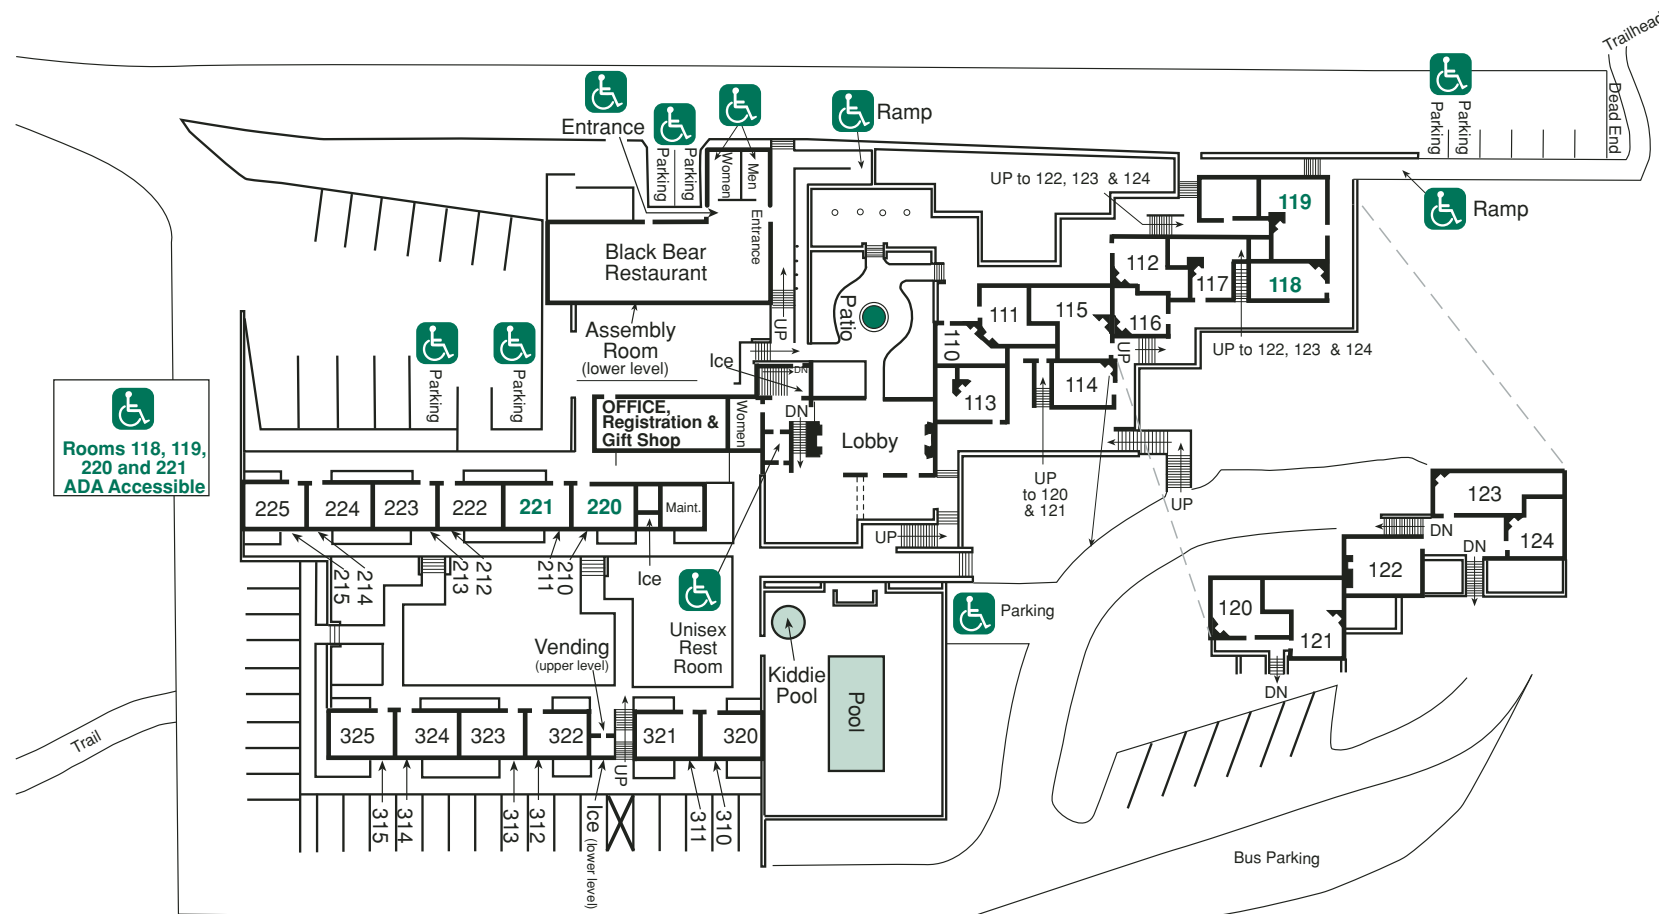 Trailhead
Dead End
Parking
Parking
Entrance
Parking
Parking
Women
Men
Entrance
Ramp
Ramp
UP to 122, 123 & 124
119
118
112
117
111
115
116
110
113
114
UP
UP to 122, 123 & 124
Black Bear
Restaurant
Assembly
Room
(lower level)
UP
Patio
Ice
DN
DN
Parking
Parking
OFFICE,
Registration &
Gift Shop
Women
Lobby
Rooms 118, 119,
220 and 221
ADA Accessible
UP
to 120
& 121
UP
UP
225
224
223
222
221
220
Maint.
215
214
213
212
211
210
Ice
Unisex
Rest
Room
Vending
(upper level)
Kiddie
Pool
Pool
Parking
123
124
122
120
121
DN
DN
DN
Trail
325
324
323
322
321
320
UP
315
314
313
312
Ice (lower level)
311
310
Bus Parking